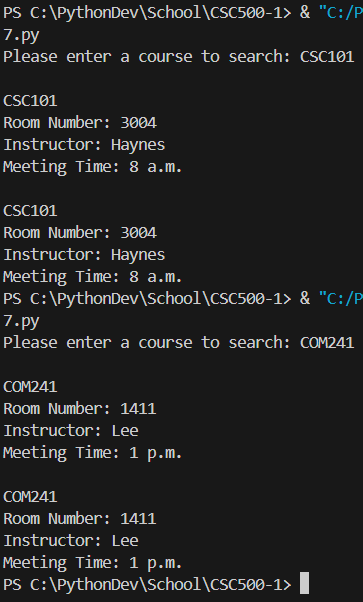 PS C:\PythonDev\School\CSC500-1> & "C:/P
7.py
Please enter a course to search: CSC101

CSC101
Room Number: 3004
Instructor: Haynes
Meeting Time: 8 a.m.

CSC101
Room Number: 3004
Instructor: Haynes
Meeting Time: 8 a.m.
PS C:\PythonDev\School\CSC500-1> & "C:/P
7.py
Please enter a course to search: COM241

COM241
Room Number: 1411
Instructor: Lee
Meeting Time: 1 p.m.

COM241
Room Number: 1411
Instructor: Lee
Meeting Time: 1 p.m.
PS C:\PythonDev\School\CSC500-1>